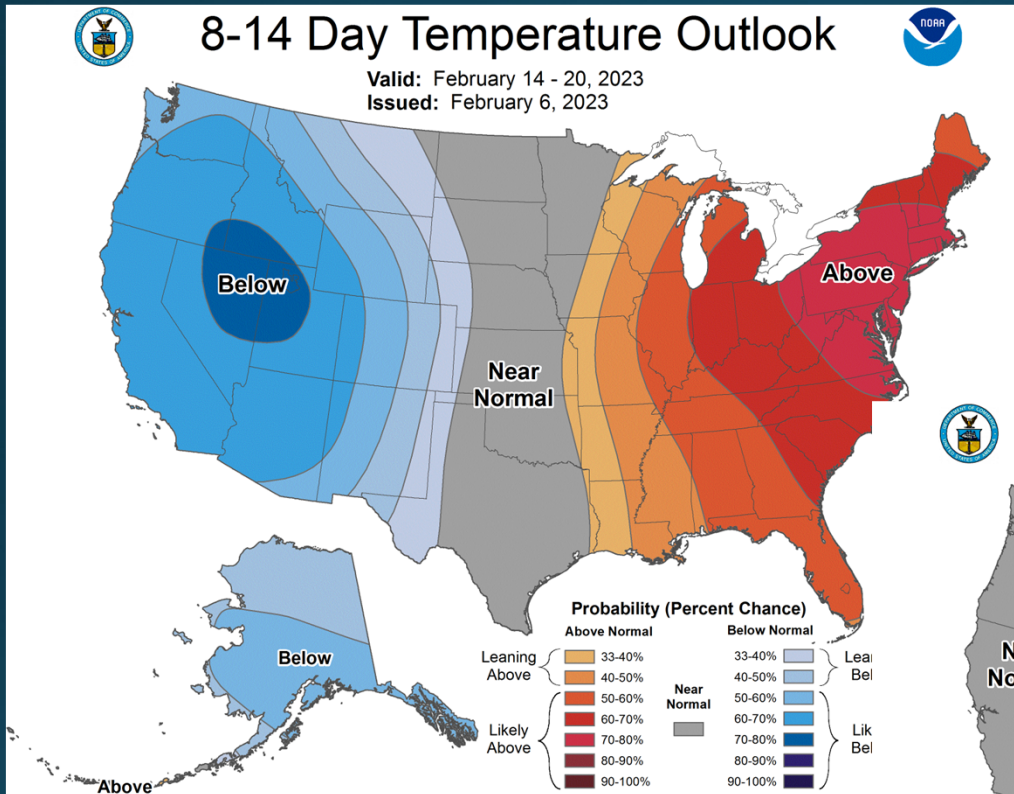 8-14 Day Temperature Outlook
NOAA
Valid: February 14 - 20, 2023
Issued: February 6, 2023
Below
Above
Near
Normal
Below
Above
Probability (Percent Chance)
Above Normal
Below Normal
Leaning
Above
33-40%
40-50%
Likely
Above
50-60%
60-70%
70-80%
80-90%
90-100%
Near
Normal
33-40%
40-50%
50-60%
60-70%
70-80%
80-90%
90-100%